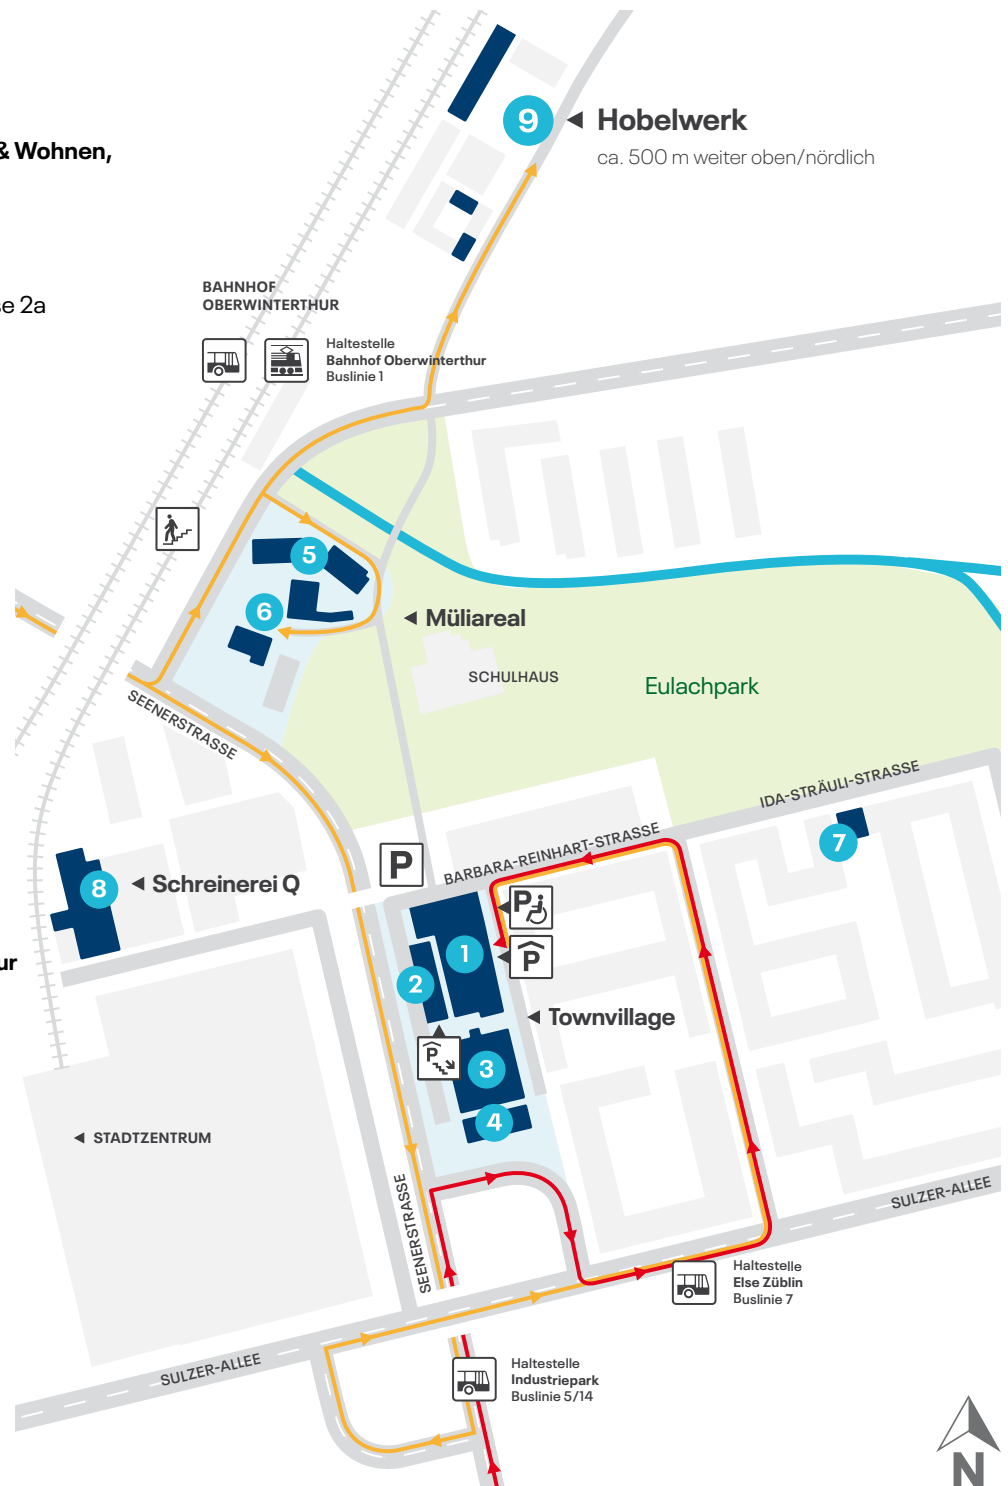 & Wohnen,
9
Hobelwerk
ca. 500 m weiter oben/nördlich
se 2a
BAHNHOF
OBERWINTERTHUR
Haltestelle
Bahnhof Oberwinterthur
Buslinie 1
5
6
Müliareal
SCHULHAUS
Eulachpark
SEENERSTRASSE
IDA-STRÄULI-STRASSE
7
BARBARA-REINHART-STRASSE
P
8
Schreinerei Q
P
1
P
ur
2
Townvillage
P
3
4
STADTZENTRUM
SEENERSTRASSE
SULZER-ALLEE
Haltestelle
Else Züblin
Buslinie 7
SULZER-ALLEE
Haltestelle
Industriepark
Buslinie 5/14
N